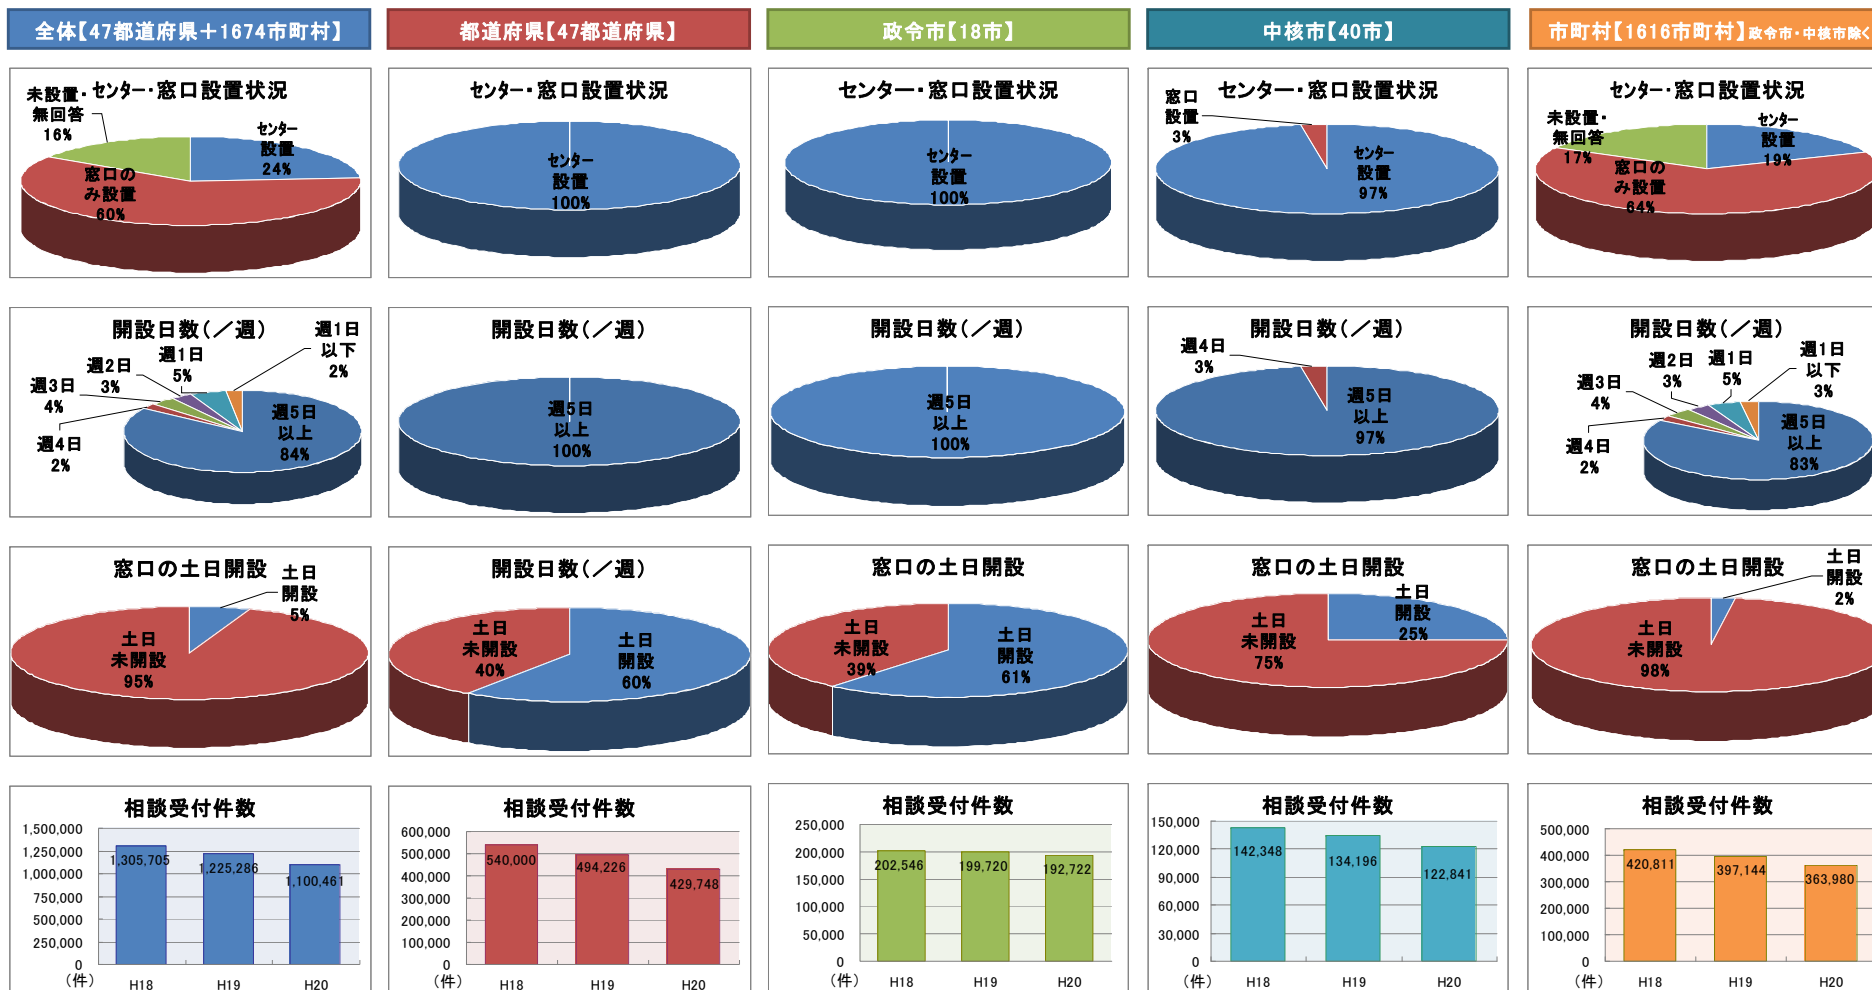 全体【47都道府県＋1674市町村】
都道府県【47都道府県】
政令市【18市】
中核市【40市】
市町村【1616市町村】政令市・中核市除く
センター・窓口設置状況
未設置・
無回答
16%
センター
設置
24%
窓口の
み設置
60%
センター・窓口設置状況
センター
設置
100%
センター・窓口設置状況
センター
設置
100%
センター・窓口設置状況
窓口
設置
3%
センター
設置
97%
センター・窓口設置状況
未設置・
無回答
17%
センター
設置
19%
窓口の
み設置
64%
開設日数（／週）
週1日
以下
2%
週1日
5%
週2日
3%
週3日
4%
週4日
2%
週5日
以上
84%
開設日数（／週）
週5日
以上
100%
開設日数（／週）
週5日
以上
100%
開設日数（／週）
週4日
3%
週5日
以上
97%
開設日数（／週）
週1日
以下
3%
週1日
5%
週2日
3%
週3日
4%
週4日
2%
週5日
以上
83%
窓口の土日開設
土日
開設
5%
土日
未開設
95%
開設日数（／週）
土日
未開設
40%
土日
開設
60%
窓口の土日開設
土日
未開設
39%
土日
開設
61%
窓口の土日開設
土日
開設
25%
土日
未開設
75%
窓口の土日開設
土日
開設
2%
土日
未開設
98%
相談受付件数
1,500,000
1,250,000
1,000,000
750,000
500,000
250,000
0
（件）
1,305,705
1,225,286
1,100,461
H18
H19
H20
相談受付件数
600,000
500,000
400,000
300,000
200,000
100,000
0
（件）
540,000
494,226
429,748
H18
H19
H20
相談受付件数
250,000
200,000
150,000
100,000
50,000
0
（件）
202,546
199,720
192,722
H18
H19
H20
相談受付件数
150,000
120,000
90,000
60,000
30,000
0
（件）
142,348
134,196
122,841
H18
H19
H20
相談受付件数
500,000
400,000
300,000
200,000
100,000
0
（件）
420,811
397,144
363,980
H18
H19
H20